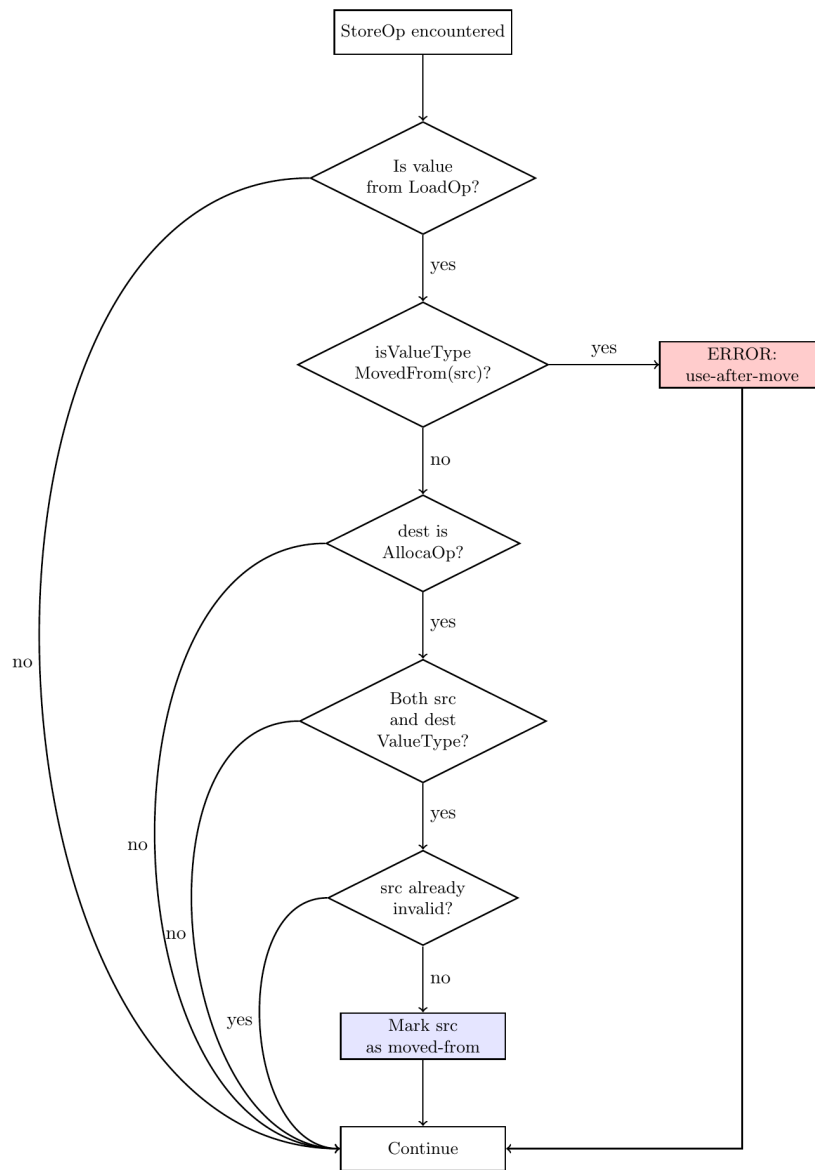 StoreOp encountered
Is value
from LoadOp?
yes
isValueType
MovedFrom(src)?
yes
ERROR:
use-after-move
no
dest is
AllocaOp?
yes
no
Both src
and dest
ValueType?
yes
no
src already
invalid?
no
no
yes
Mark src
as moved-from
Continue